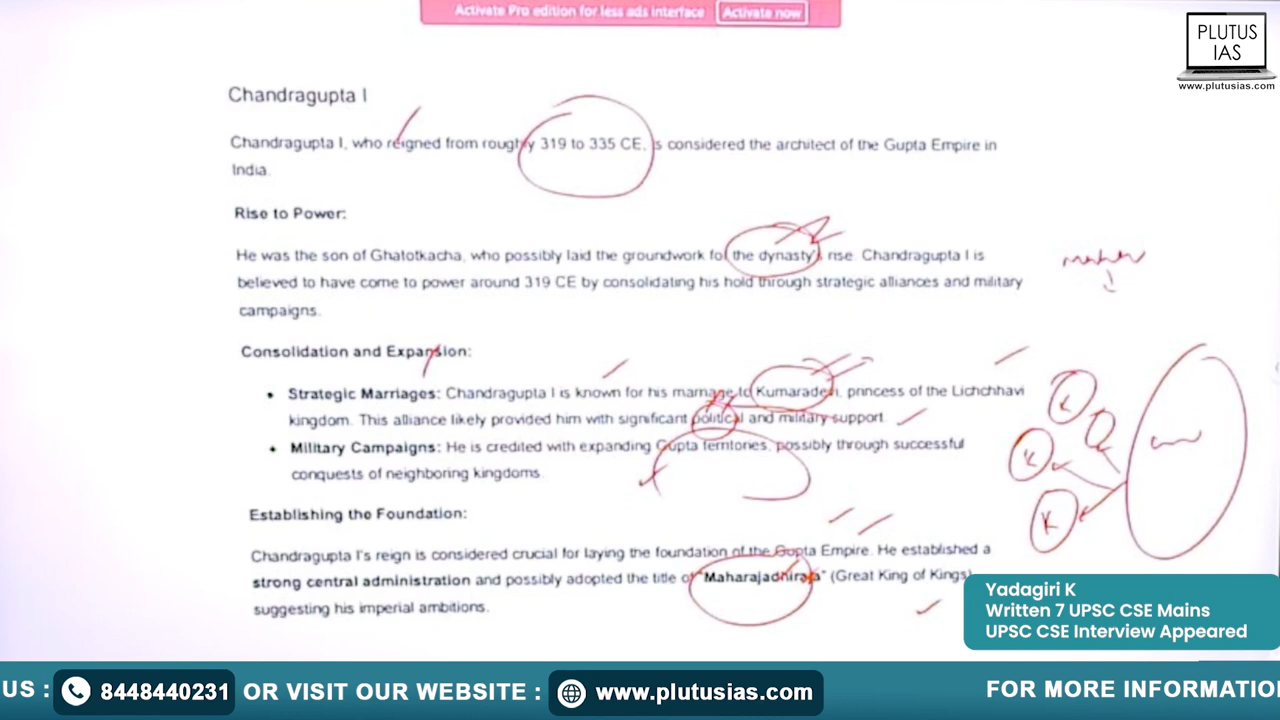 Activate Pro edition for less ads interface Activate now
PLUTUS
IAS
www.plutusias.com
Chandragupta I
Chandragupta I, who reigned from roughly 319 to 335 CE, is considered the architect of the Gupta Empire in
India.
Rise to Power:
He was the son of Ghatotkacha, who possibly laid the groundwork for the dynasty's rise. Chandragupta I is
believed to have come to power around 319 CE by consolidating his hold through strategic alliances and military
campaigns.
Consolidation and Expansion:
• Strategic Marriages: Chandragupta I is known for his marriage to Kumaradevi, princess of the Lichchhavi
kingdom. This alliance likely provided him with significant political and military support.
• Military Campaigns: He is credited with expanding Gupta territories, possibly through successful
conquests of neighboring kingdoms.
K
K
K
Establishing the Foundation:
Chandragupta I's reign is considered crucial for laying the foundation of the Gupta Empire. He established a
strong central administration and possibly adopted the title of "Maharajadhiraja" (Great King of Kings),
suggesting his imperial ambitions.
Yadagiri K
Written 7 UPSC CSE Mains
UPSC CSE Interview Appeared
US : 8448440231 OR VISIT OUR WEBSITE : www.plutusias.com FOR MORE INFORMATIO